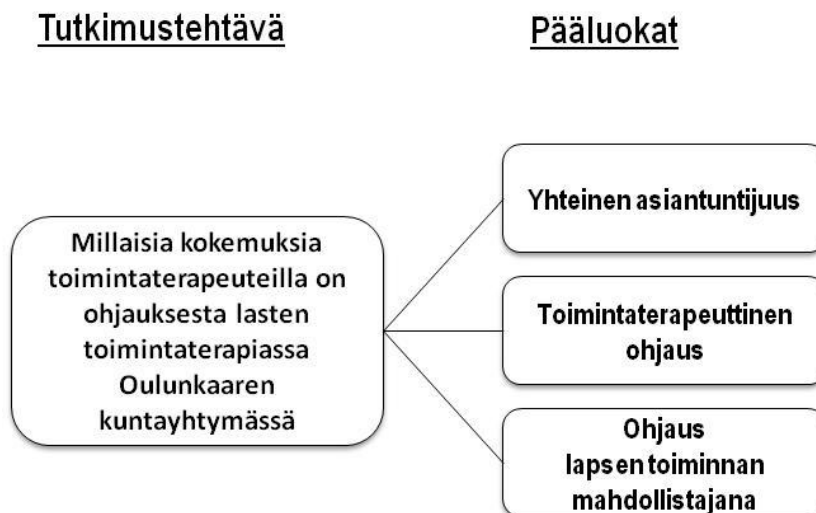 Tutkimustehtävä
Pääluokat
Millaisia kokemuksia
toimintaterapeuteilla on
ohjauksesta lasten
toimintaterapiassa
Oulunkaaren
kuntayhtymässä
Yhteinen asiantuntijuus
Toimintaterapeuttinen
ohjaus
Ohjaus
lapsen toiminnan
mahdollistajana